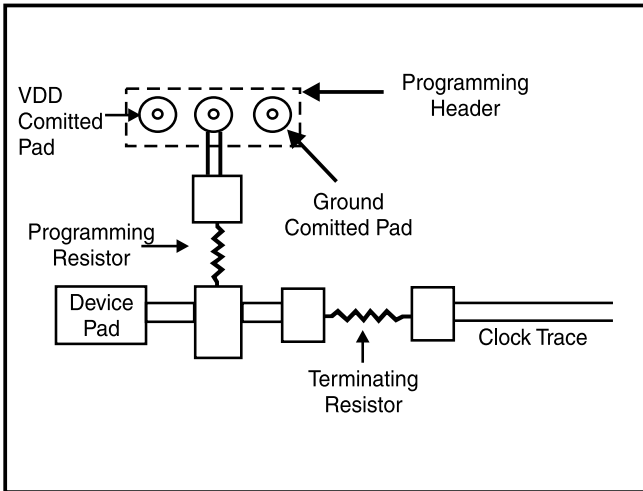 VDD
Comitted
Pad
Programming
Header
Ground
Comitted Pad
Programming
Resistor
Device
Pad
Clock Trace
Terminating
Resistor